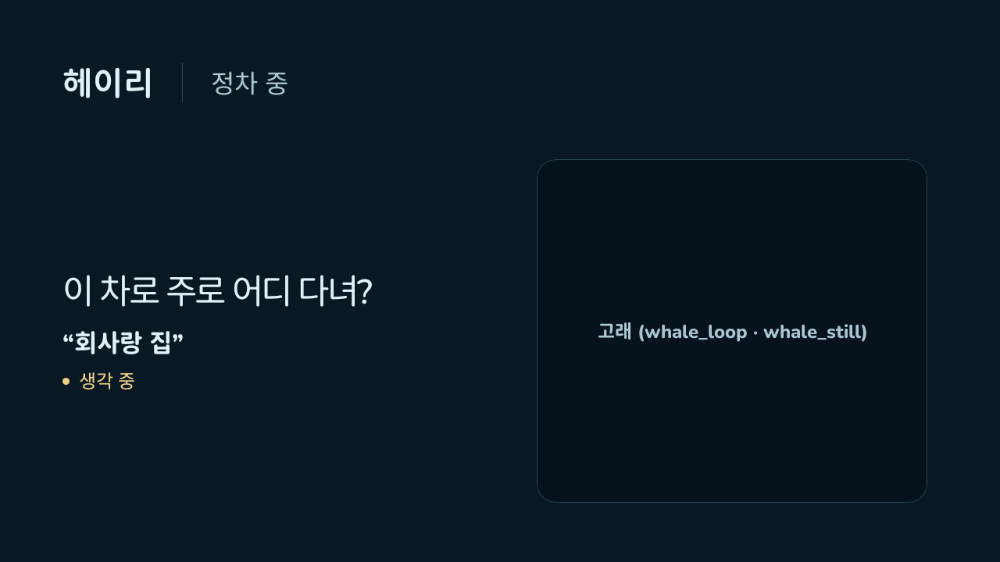 헤이리
정차 중
이 차로 주로 어디 다녀?
“회사랑 집”
• 생각 중
고래 (whale_loop · whale_still)